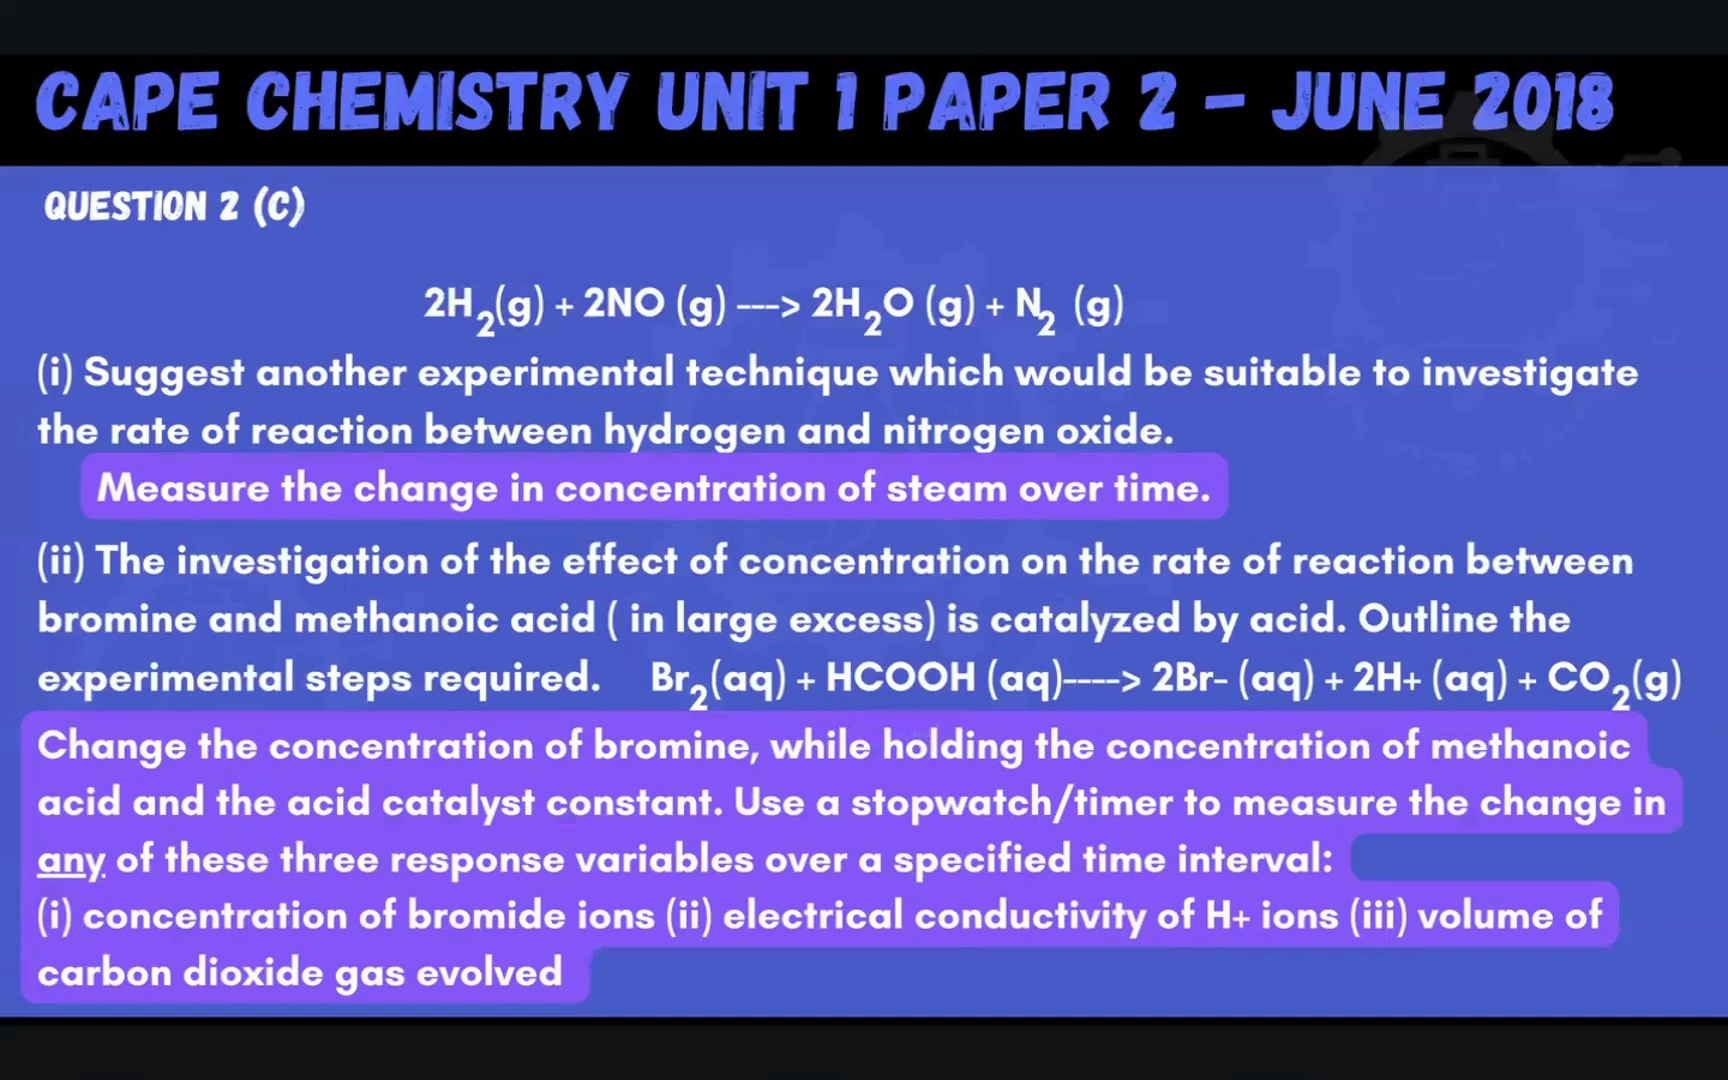 CAPE CHEMISTRY UNIT 1 PAPER 2 - JUNE 2018
QUESTION 2 (C)
2H₂(g) + 2NO (g) ---> 2H₂O (g) + N₂ (g)
(i) Suggest another experimental technique which would be suitable to investigate
the rate of reaction between hydrogen and nitrogen oxide.
Measure the change in concentration of steam over time.
(ii) The investigation of the effect of concentration on the rate of reaction between
bromine and methanoic acid ( in large excess) is catalyzed by acid. Outline the
experimental steps required. Br₂(aq) + HCOOH (aq)----> 2Br- (aq) + 2H+ (aq) + CO₂(g)
Change the concentration of bromine, while holding the concentration of methanoic
acid and the acid catalyst constant. Use a stopwatch/timer to measure the change in
any of these three response variables over a specified time interval:
(i) concentration of bromide ions (ii) electrical conductivity of H+ ions (iii) volume of
carbon dioxide gas evolved